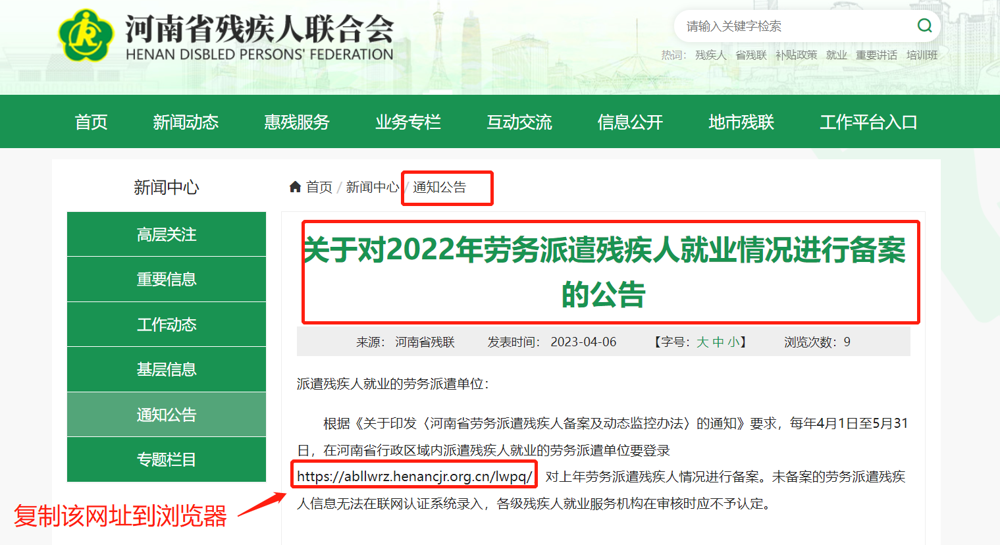 河南省残疾人联合会
HENAN DISBLED PERSONS' FEDERATION
请输入关键字检索
热词： 残疾人 省残联 补贴政策 就业 重要讲话 培训班
首页 新闻动态 惠残服务 业务专栏 互动交流 信息公开 地市残联 工作平台入口
新闻中心
高层关注
重要信息
工作动态
基层信息
通知公告
专题栏目
首页 / 新闻中心 / 通知公告
关于对2022年劳务派遣残疾人就业情况进行备案
的公告
来源： 河南省残联 发表时间： 2023-04-06 【字号：大 中 小】 浏览次数：9
派遣残疾人就业的劳务派遣单位：
根据《关于印发〈河南省劳务派遣残疾人备案及动态监控办法〉的通知》要求，每年4月1日至5月31
日，在河南省行政区域内派遣残疾人就业的劳务派遣单位要登录
https://abllwrz.henancjr.org.cn/lwpq/ 对上年劳务派遣残疾人情况进行备案。未备案的劳务派遣残疾
人信息无法在联网认证系统录入，各级残疾人就业服务机构在审核时应不予认定。
复制该网址到浏览器